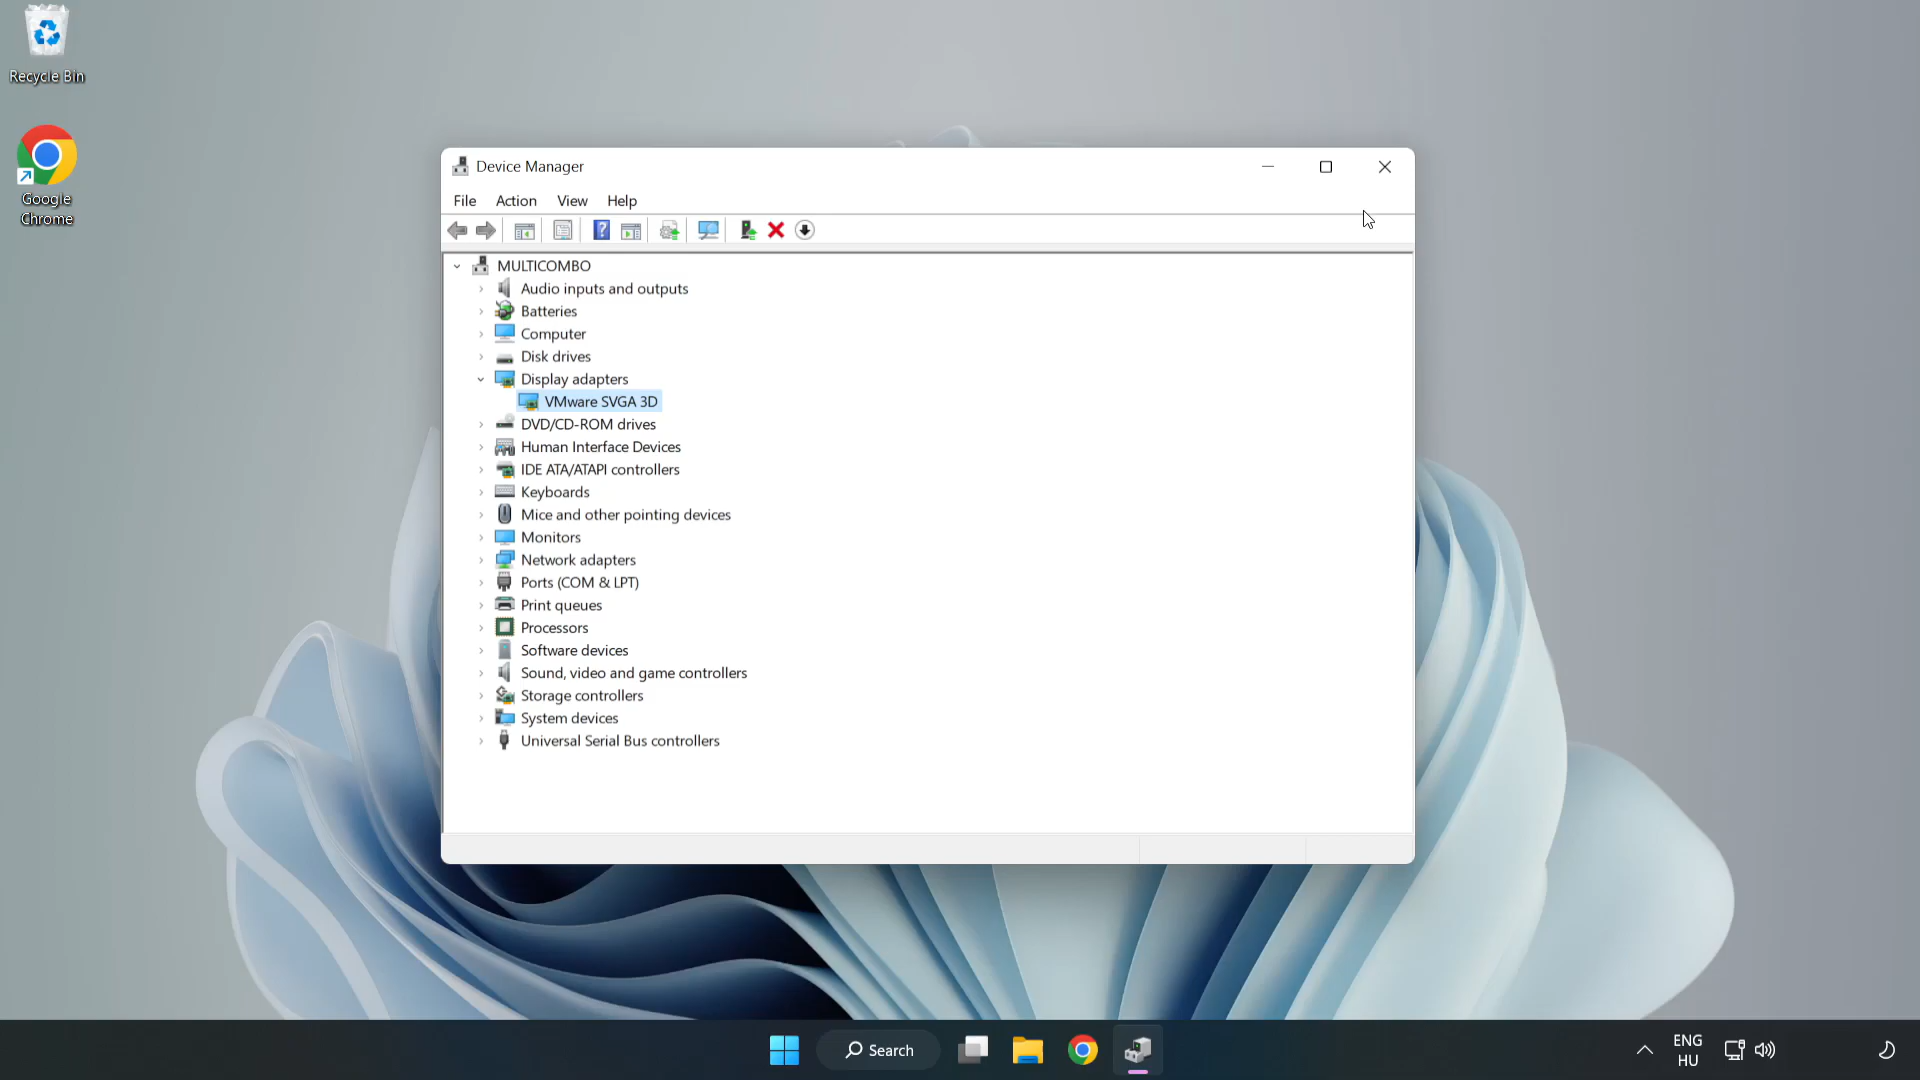 Recycle Bin
Google
Chrome
Device Manager
File Action View Help
MULTICOMBO
Audio inputs and outputs
Batteries
Computer
Disk drives
Display adapters
VMware SVGA 3D
DVD/CD-ROM drives
Human Interface Devices
IDE ATA/ATAPI controllers
Keyboards
Mice and other pointing devices
Monitors
Network adapters
Ports (COM & LPT)
Print queues
Processors
Software devices
Sound, video and game controllers
Storage controllers
System devices
Universal Serial Bus controllers
Search
ENG
HU